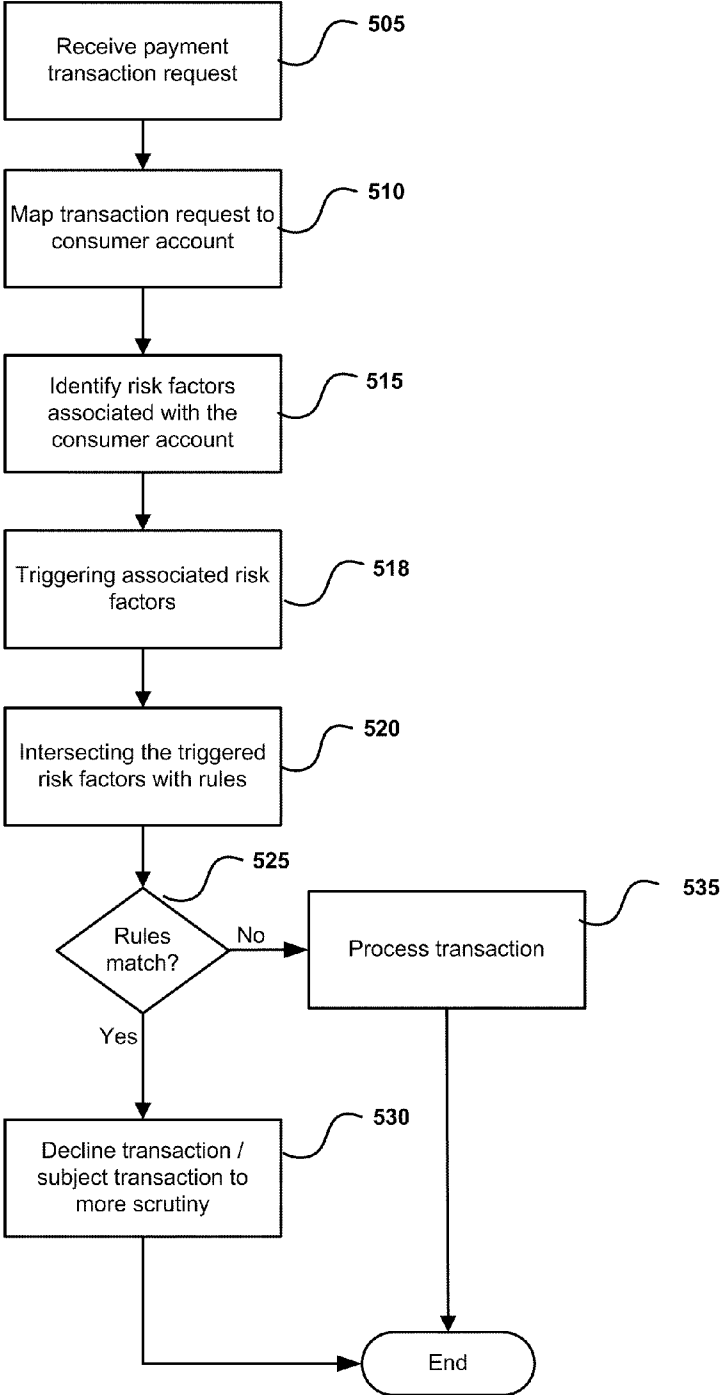 Receive payment
transaction request
505
Map transaction request to
consumer account
510
Identify risk factors
associated with the
consumer account
515
Triggering associated risk
factors
518
Intersecting the triggered
risk factors with rules
520
Rules
match?
525
No
Process transaction
535
Yes
Decline transaction /
subject transaction to
more scrutiny
530
End